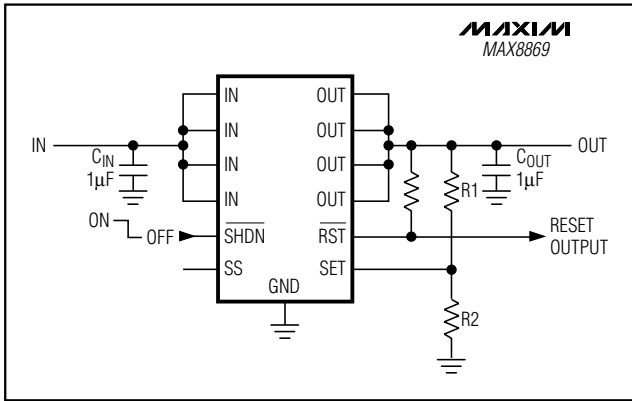 MAXIM
MAX8869
IN OUT
IN OUT
IN IN OUT OUT
CIN
1µF
COUT
1µF
IN OUT
R1
ON
OFF SHDN RST RESET
OUTPUT
SS SET
GND
R2